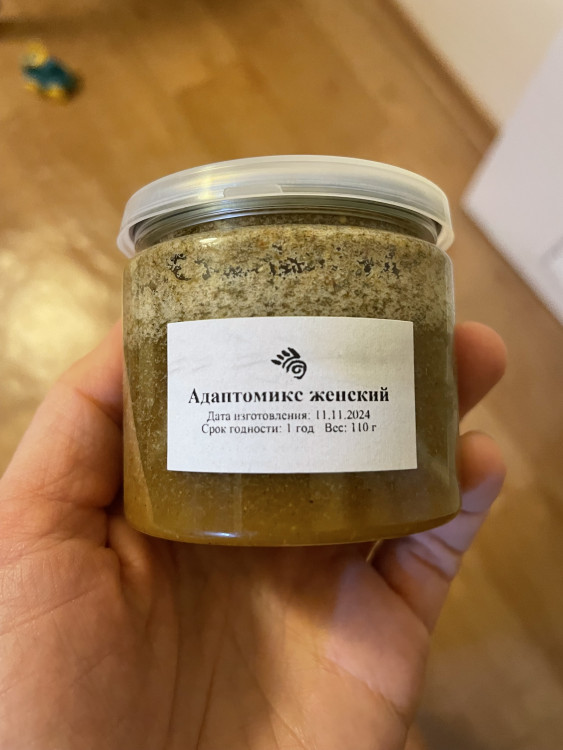 Адаптомикс женский
Дата изготовления: 11.11.2024
Срок годности: 1 год Вес: 110 г